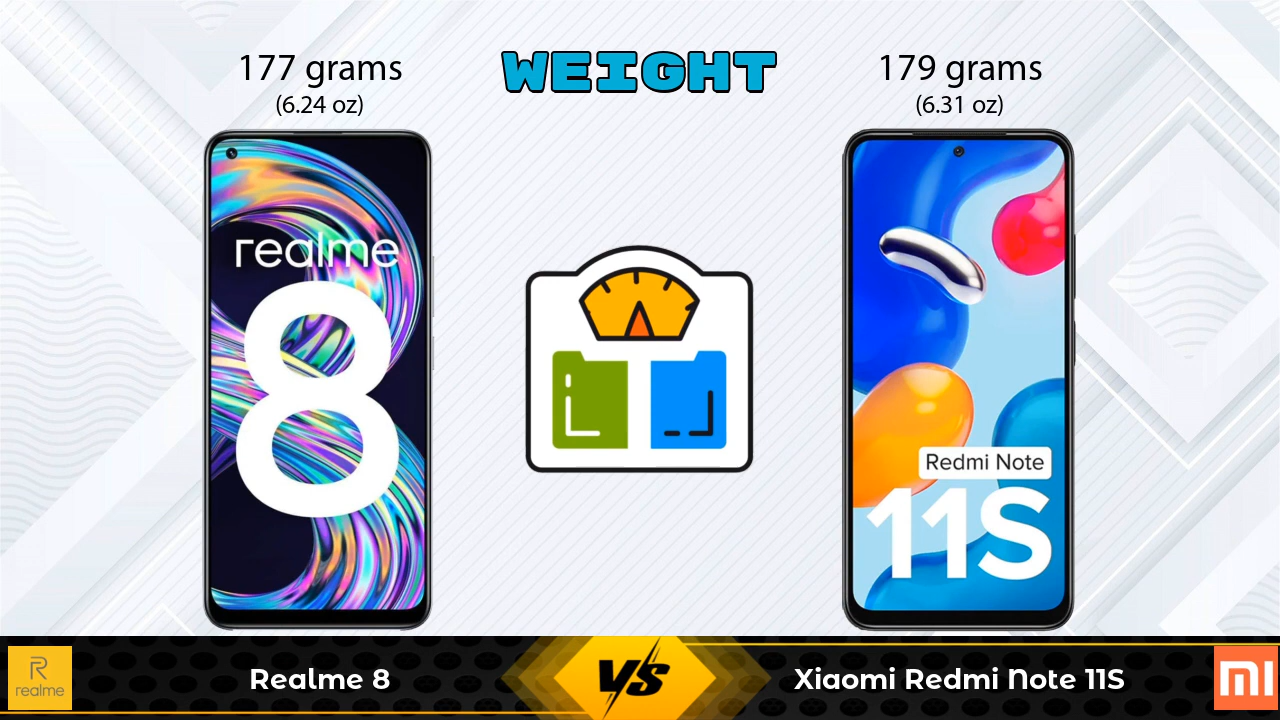 WEIGHT
177 grams
(6.24 oz)
179 grams
(6.31 oz)
realme
8
Redmi Note
11S
R
realme
Realme 8
VS
Xiaomi Redmi Note 11S
MI